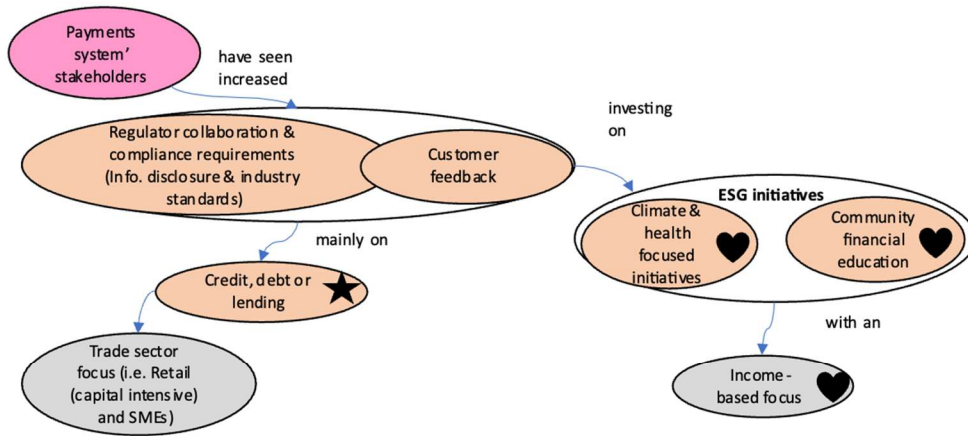 Payments
system'
stakeholders
have seen
increased
investing
on
Regulator collaboration &
compliance requirements
(Info. disclosure & industry
standards)
Customer
feedback
ESG initiatives
Climate &
health
focused
initiatives
Community
financial
education
mainly on
Credit, debt or
lending
with an
Trade sector
focus (i.e. Retail
(capital intensive)
and SMEs)
Income-
based focus